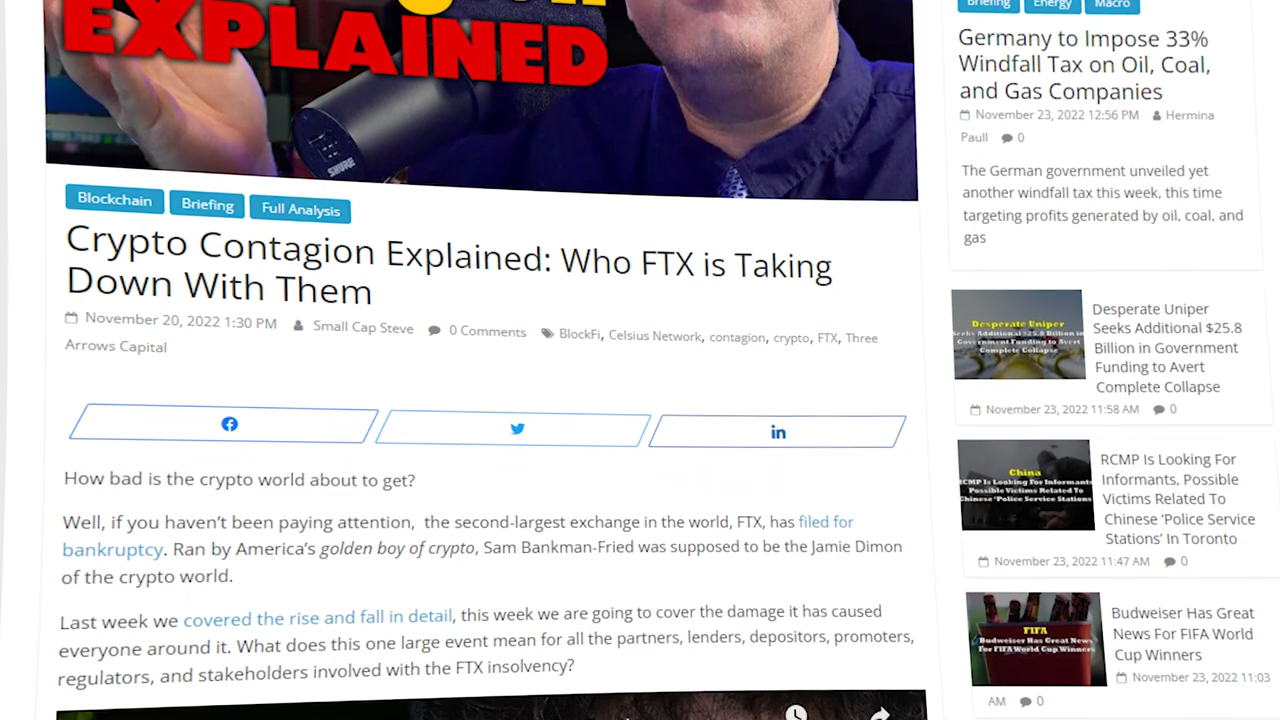 EXPLAINED
SHURE
Blockchain
Briefing
Full Analysis
Crypto Contagion Explained: Who FTX is Taking
Down With Them
November 20, 2022 1:30 PM Small Cap Steve 0 Comments BlockFi, Celsius Network, contagion, crypto, FTX, Three
Arrows Capital
How bad is the crypto world about to get?
Well, if you haven't been paying attention, the second-largest exchange in the world, FTX, has filed for
bankruptcy. Ran by America's golden boy of crypto, Sam Bankman-Fried was supposed to be the Jamie Dimon
of the crypto world.
Last week we covered the rise and fall in detail, this week we are going to cover the damage it has caused
everyone around it. What does this one large event mean for all the partners, lenders, depositors, promoters,
regulators, and stakeholders involved with the FTX insolvency?
Briefing
Energy
Macro
Germany to Impose 33%
Windfall Tax on Oil, Coal,
and Gas Companies
November 23, 2022 12:56 PM Hermina
Paull 0
The German government unveiled yet
another windfall tax this week, this time
targeting profits generated by oil, coal, and
gas
Desperate Uniper
Seeks Additional $25.8 Billion in
Government Funding to Avert
Complete Collapse
Desperate Uniper
Seeks Additional $25.8
Billion in Government
Funding to Avert
Complete Collapse
November 23, 2022 11:58 AM 0
China
RCMP Is Looking For Informants
Possible Victims Related To
Chinese 'Police Service Stations
RCMP Is Looking For
Informants, Possible
Victims Related To
Chinese 'Police Service
Stations' In Toronto
November 23, 2022 11:47 AM 0
FIFA
Budweiser Has Great News
For FIFA World Cup Winners
Budweiser Has Great
News For FIFA World
Cup Winners
November 23, 2022 11:03
AM 0